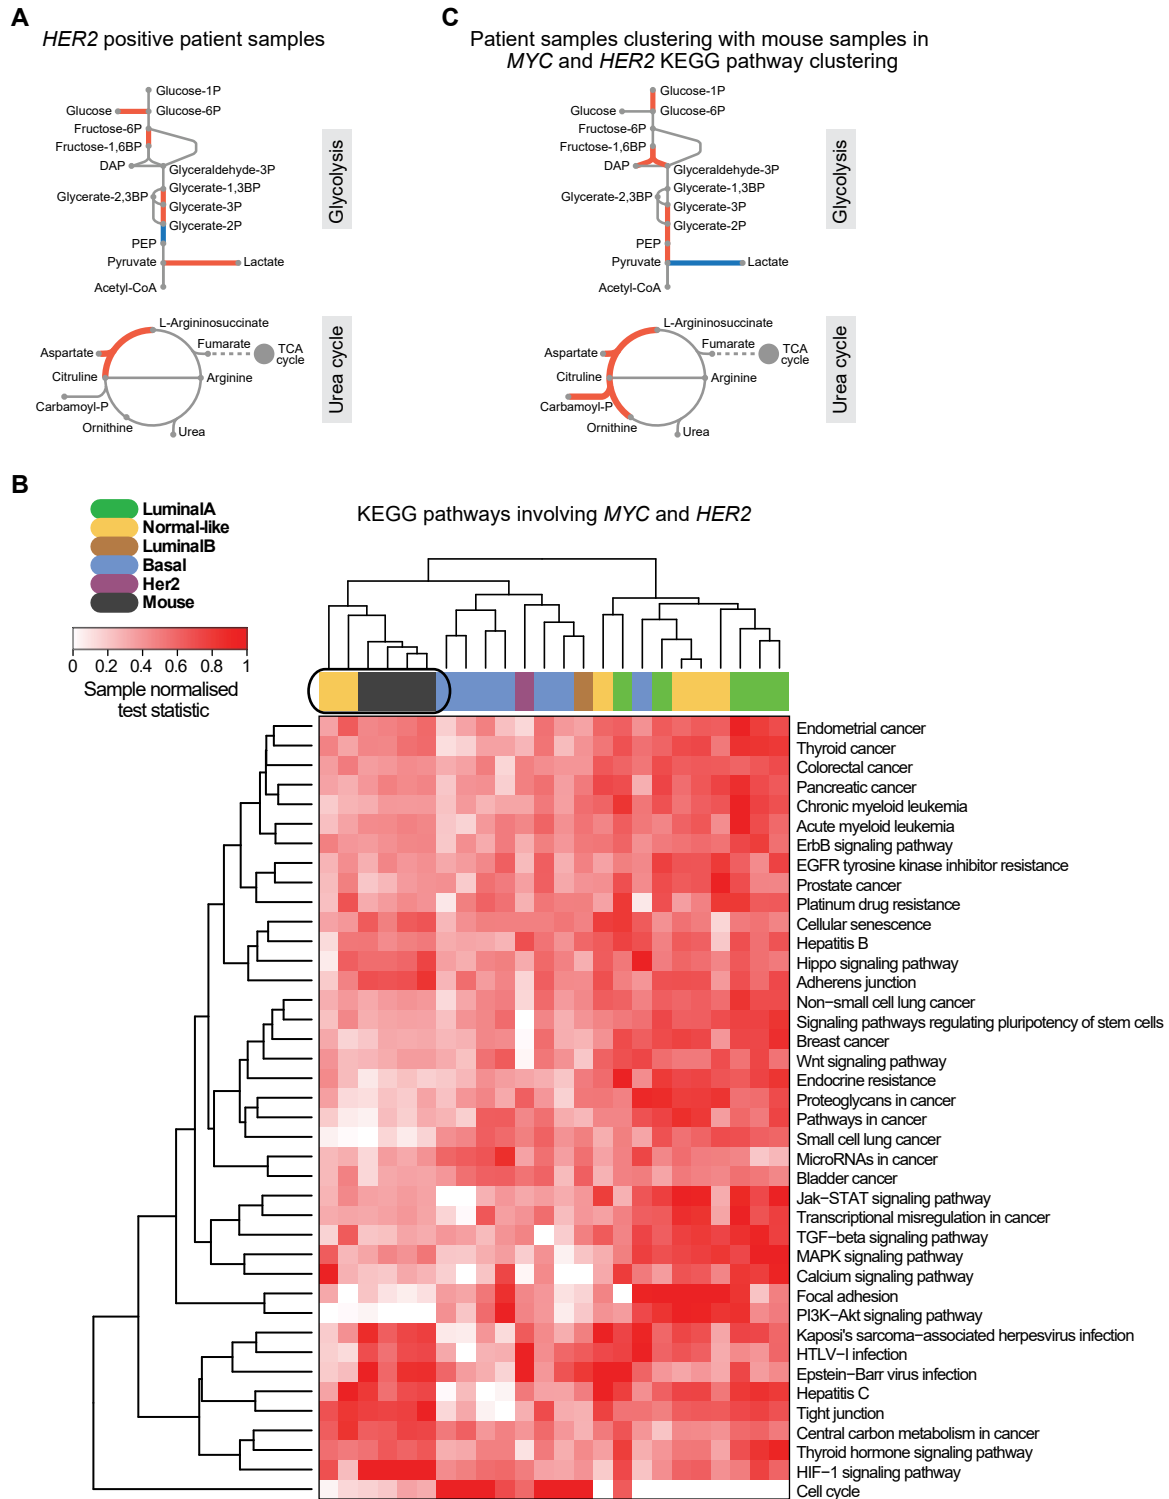 A
HER2 positive patient samples
Glucose-1P
Glucose
Glucose-6P
Fructose-6P
Fructose-1,6BP
DAP
Glyceraldehyde-3P
Glycerate-1,3BP
Glycerate-2,3BP
Glycerate-3P
Glycerate-2P
PEP
Pyruvate
Lactate
Acetyl-CoA
Glycolysis
L-Argininosuccinate
Aspartate
Fumarate
TCA
cycle
Citruline
Arginine
Carbamoyl-P
Ornithine
Urea
Urea cycle
C
Patient samples clustering with mouse samples in
MYC and HER2 KEGG pathway clustering
Glucose-1P
Glucose
Glucose-6P
Fructose-6P
Fructose-1,6BP
DAP
Glyceraldehyde-3P
Glycerate-1,3BP
Glycerate-2,3BP
Glycerate-3P
Glycerate-2P
PEP
Pyruvate
Lactate
Acetyl-CoA
Glycolysis
L-Argininosuccinate
Aspartate
Fumarate
TCA
cycle
Citruline
Arginine
Carbamoyl-P
Ornithine
Urea
Urea cycle
B
LuminalA
Normal-like
LuminalB
Basal
Her2
Mouse
0 0.2 0.4 0.6 0.8 1
Sample normalised
test statistic
KEGG pathways involving MYC and HER2
Endometrial cancer
Thyroid cancer
Colorectal cancer
Pancreatic cancer
Chronic myeloid leukemia
Acute myeloid leukemia
ErbB signaling pathway
EGFR tyrosine kinase inhibitor resistance
Prostate cancer
Platinum drug resistance
Cellular senescence
Hepatitis B
Hippo signaling pathway
Adherens junction
Non−small cell lung cancer
Signaling pathways regulating pluripotency of stem cells
Breast cancer
Wnt signaling pathway
Endocrine resistance
Proteoglycans in cancer
Pathways in cancer
Small cell lung cancer
MicroRNAs in cancer
Bladder cancer
Jak−STAT signaling pathway
Transcriptional misregulation in cancer
TGF−beta signaling pathway
MAPK signaling pathway
Calcium signaling pathway
Focal adhesion
PI3K−Akt signaling pathway
Kaposi's sarcoma−associated herpesvirus infection
HTLV−I infection
Epstein−Barr virus infection
Hepatitis C
Tight junction
Central carbon metabolism in cancer
Thyroid hormone signaling pathway
HIF−1 signaling pathway
Cell cycle